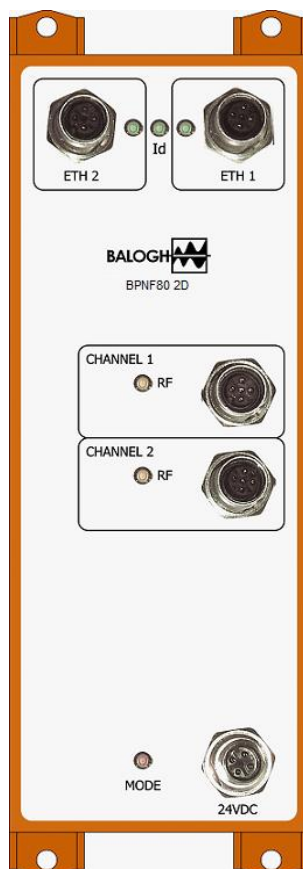 ETH 2
Id
ETH 1
BALOGH
BPNF80 2D
CHANNEL 1
RF
CHANNEL 2
RF
MODE
24VDC